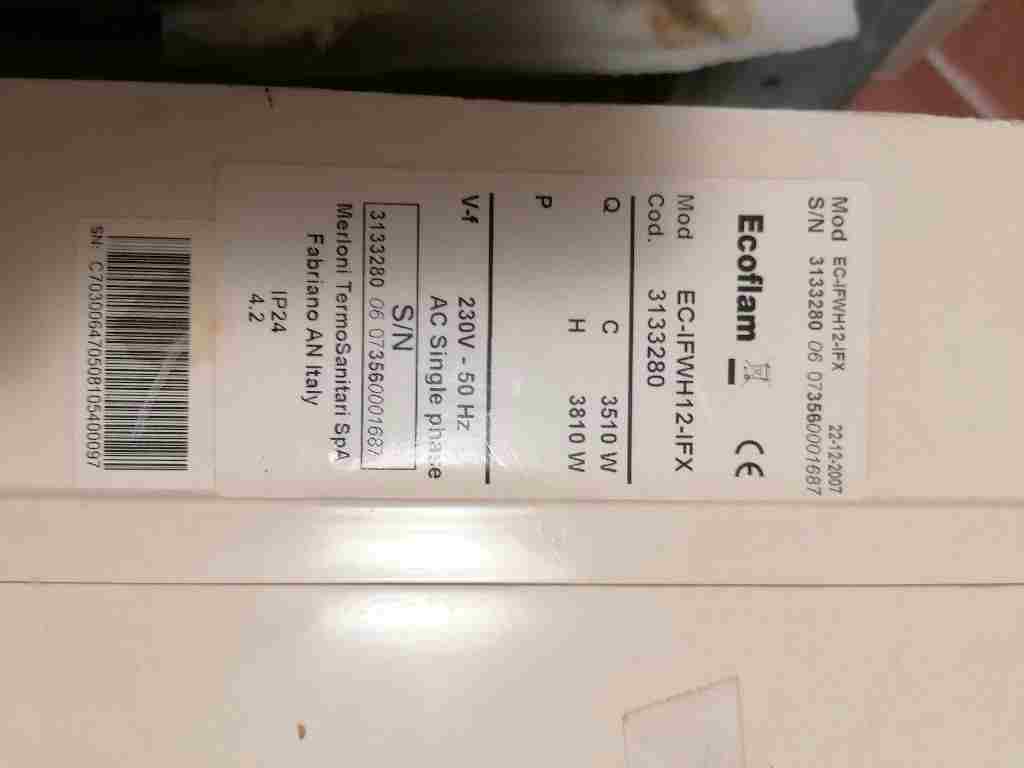 Mod EC-IFWH12-IFX 22-12-2007
S/N 3133280 06 073560001687
Ecoflam CE
Mod EC-IFWH12-IFX
Cod. 3133280
Q C 3510 W
H 3810 W
P
V-f 230V - 50 Hz
AC Single phase
S/N
3133280 06 073560001687
Merloni TermoSanitari SpA
Fabriano AN Italy
IP24
4.2
SN: C703006470508105400097